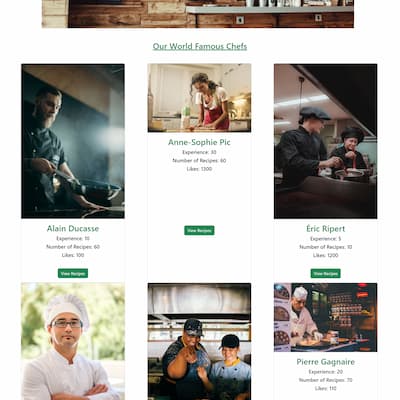 Our World Famous Chefs
Alain Ducasse
Experience: 10
Number of Recipes: 60
Likes: 100
View Recipes
Anne-Sophie Pic
Experience: 30
Number of Recipes: 60
Likes: 1300
View Recipes
Éric Ripert
Experience: 5
Number of Recipes: 10
Likes: 1200
View Recipes
Pierre Gagnaire
Experience: 20
Number of Recipes: 70
Likes: 110